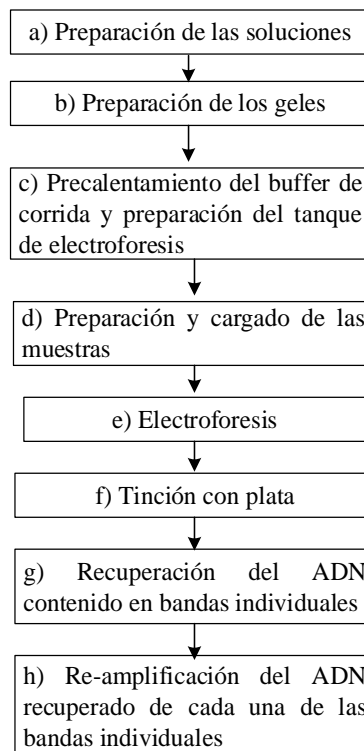 a) Preparación de las soluciones
b) Preparación de los geles
c) Precalentamiento del buffer de
corrida y preparación del tanque
de electroforesis
d) Preparación y cargado de las
muestras
e) Electroforesis
f) Tinción con plata
g) Recuperación del ADN
contenido en bandas individuales
h) Re-amplificación del ADN
recuperado de cada una de las
bandas individuales